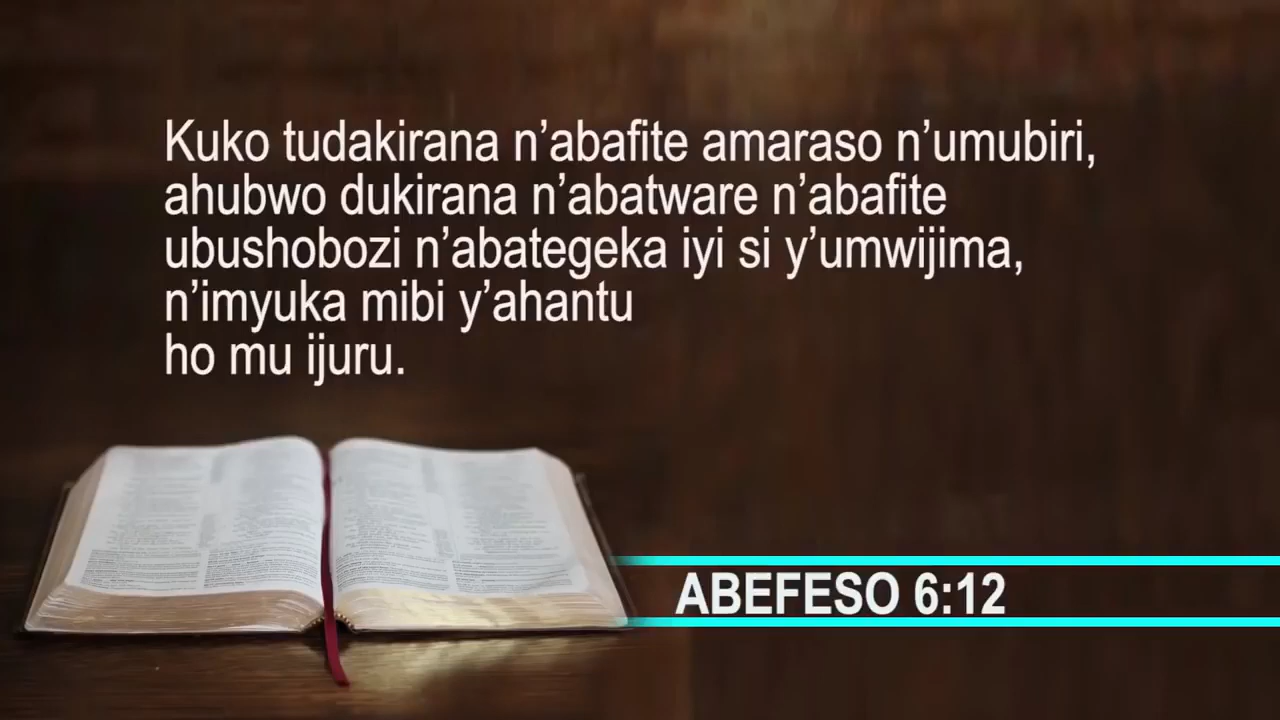 Kuko tudakirana n’abafite amaraso n’umubiri,
ahubwo dukirana n’abatware n’abafite
ubushobozi n’abategeka iyi si y’umwijima,
n’imyuka mibi y’ahantu
ho mu ijuru.
ABEFESO 6:12